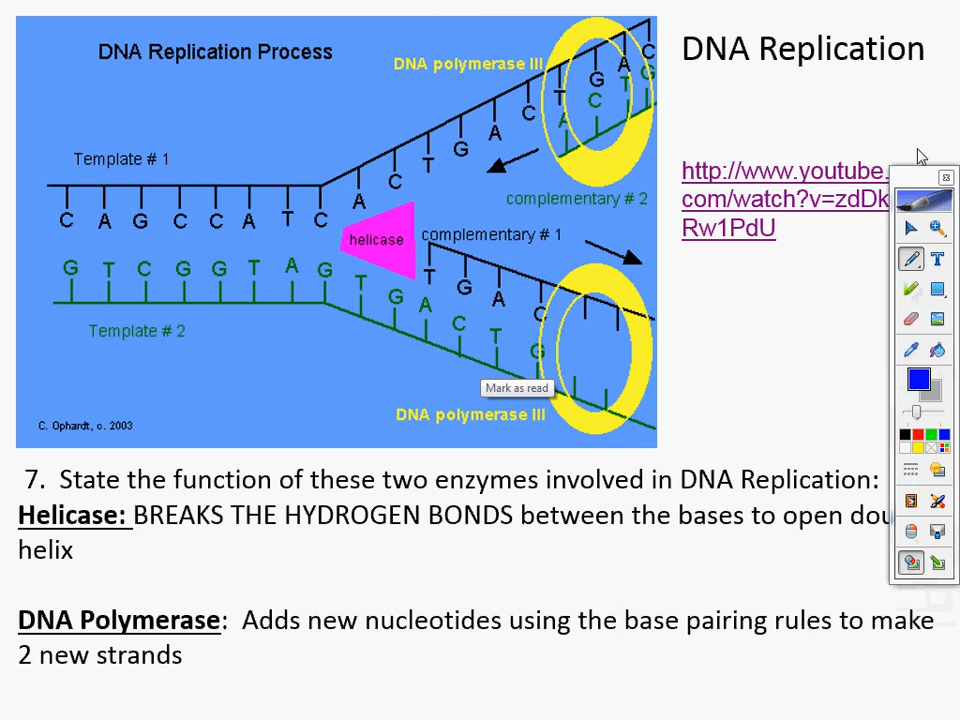 DNA Replication Process
DNA polymerase III
C
A
G
T
C
A
G
T
C
A
G
T
C
A
Template # 1
complementary # 2
C A G C C A T C
helicase
complementary # 1
G T C G G T A G
T G A C
T G A C T G
Template # 2
Mark as read
DNA polymerase III
C. Ophardt, c. 2003
DNA Replication
http://www.youtube.
com/watch?v=zdDk
Rw1PdU
T
7. State the function of these two enzymes involved in DNA Replication:
Helicase: BREAKS THE HYDROGEN BONDS between the bases to open dou
helix
DNA Polymerase: Adds new nucleotides using the base pairing rules to make
2 new strands